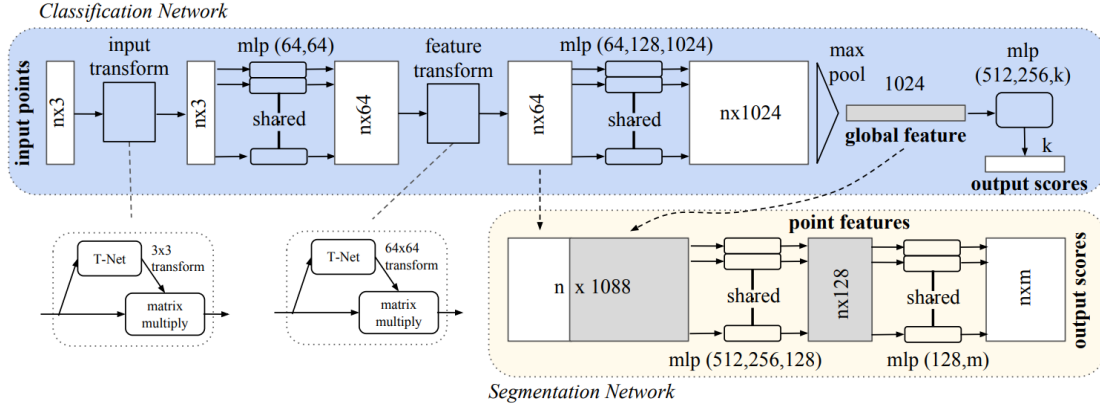 Classification Network
input points
nx3
input
transform
nx3
mlp (64,64)
shared
nx64
feature
transform
nx64
mlp (64,128,1024)
shared
nx1024
max
pool
1024
global feature
mlp
(512,256,k)
k
output scores
T-Net
3x3
transform
matrix
multiply
T-Net
64x64
transform
matrix
multiply
point features
n x 1088
shared
mlp (512,256,128)
nx128
shared
mlp (128,m)
nxm
output scores
Segmentation Network